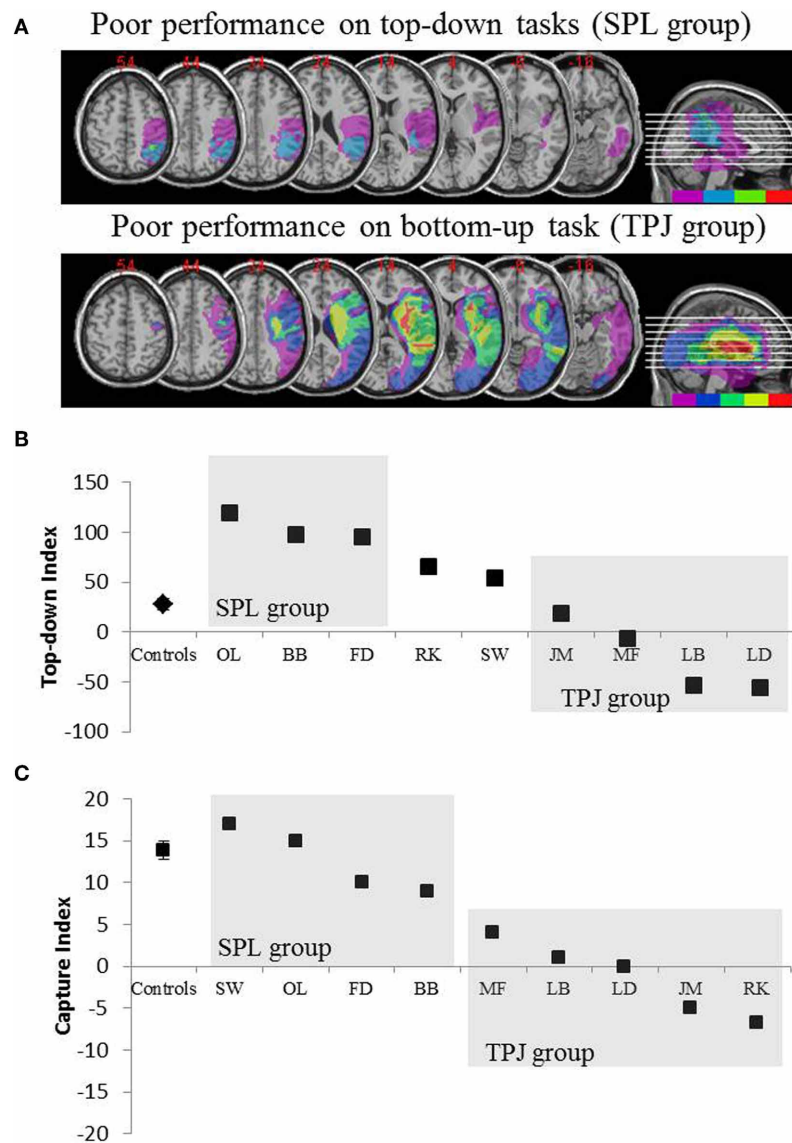 A
Poor performance on top-down tasks (SPL group)
54 44 34 24 14 4 -6 -16
Poor performance on bottom-up task (TPJ group)
54 44 34 24 14 4 -6 -16
B
Top-down Index
150
100
50
0
-50
-100
SPL group
Controls OL BB FD RK SW JM MF LB LD
TPJ group
C
Capture Index
20
15
10
5
0
-5
-10
-15
-20
SPL group
Controls SW OL FD BB MF LB LD JM RK
TPJ group